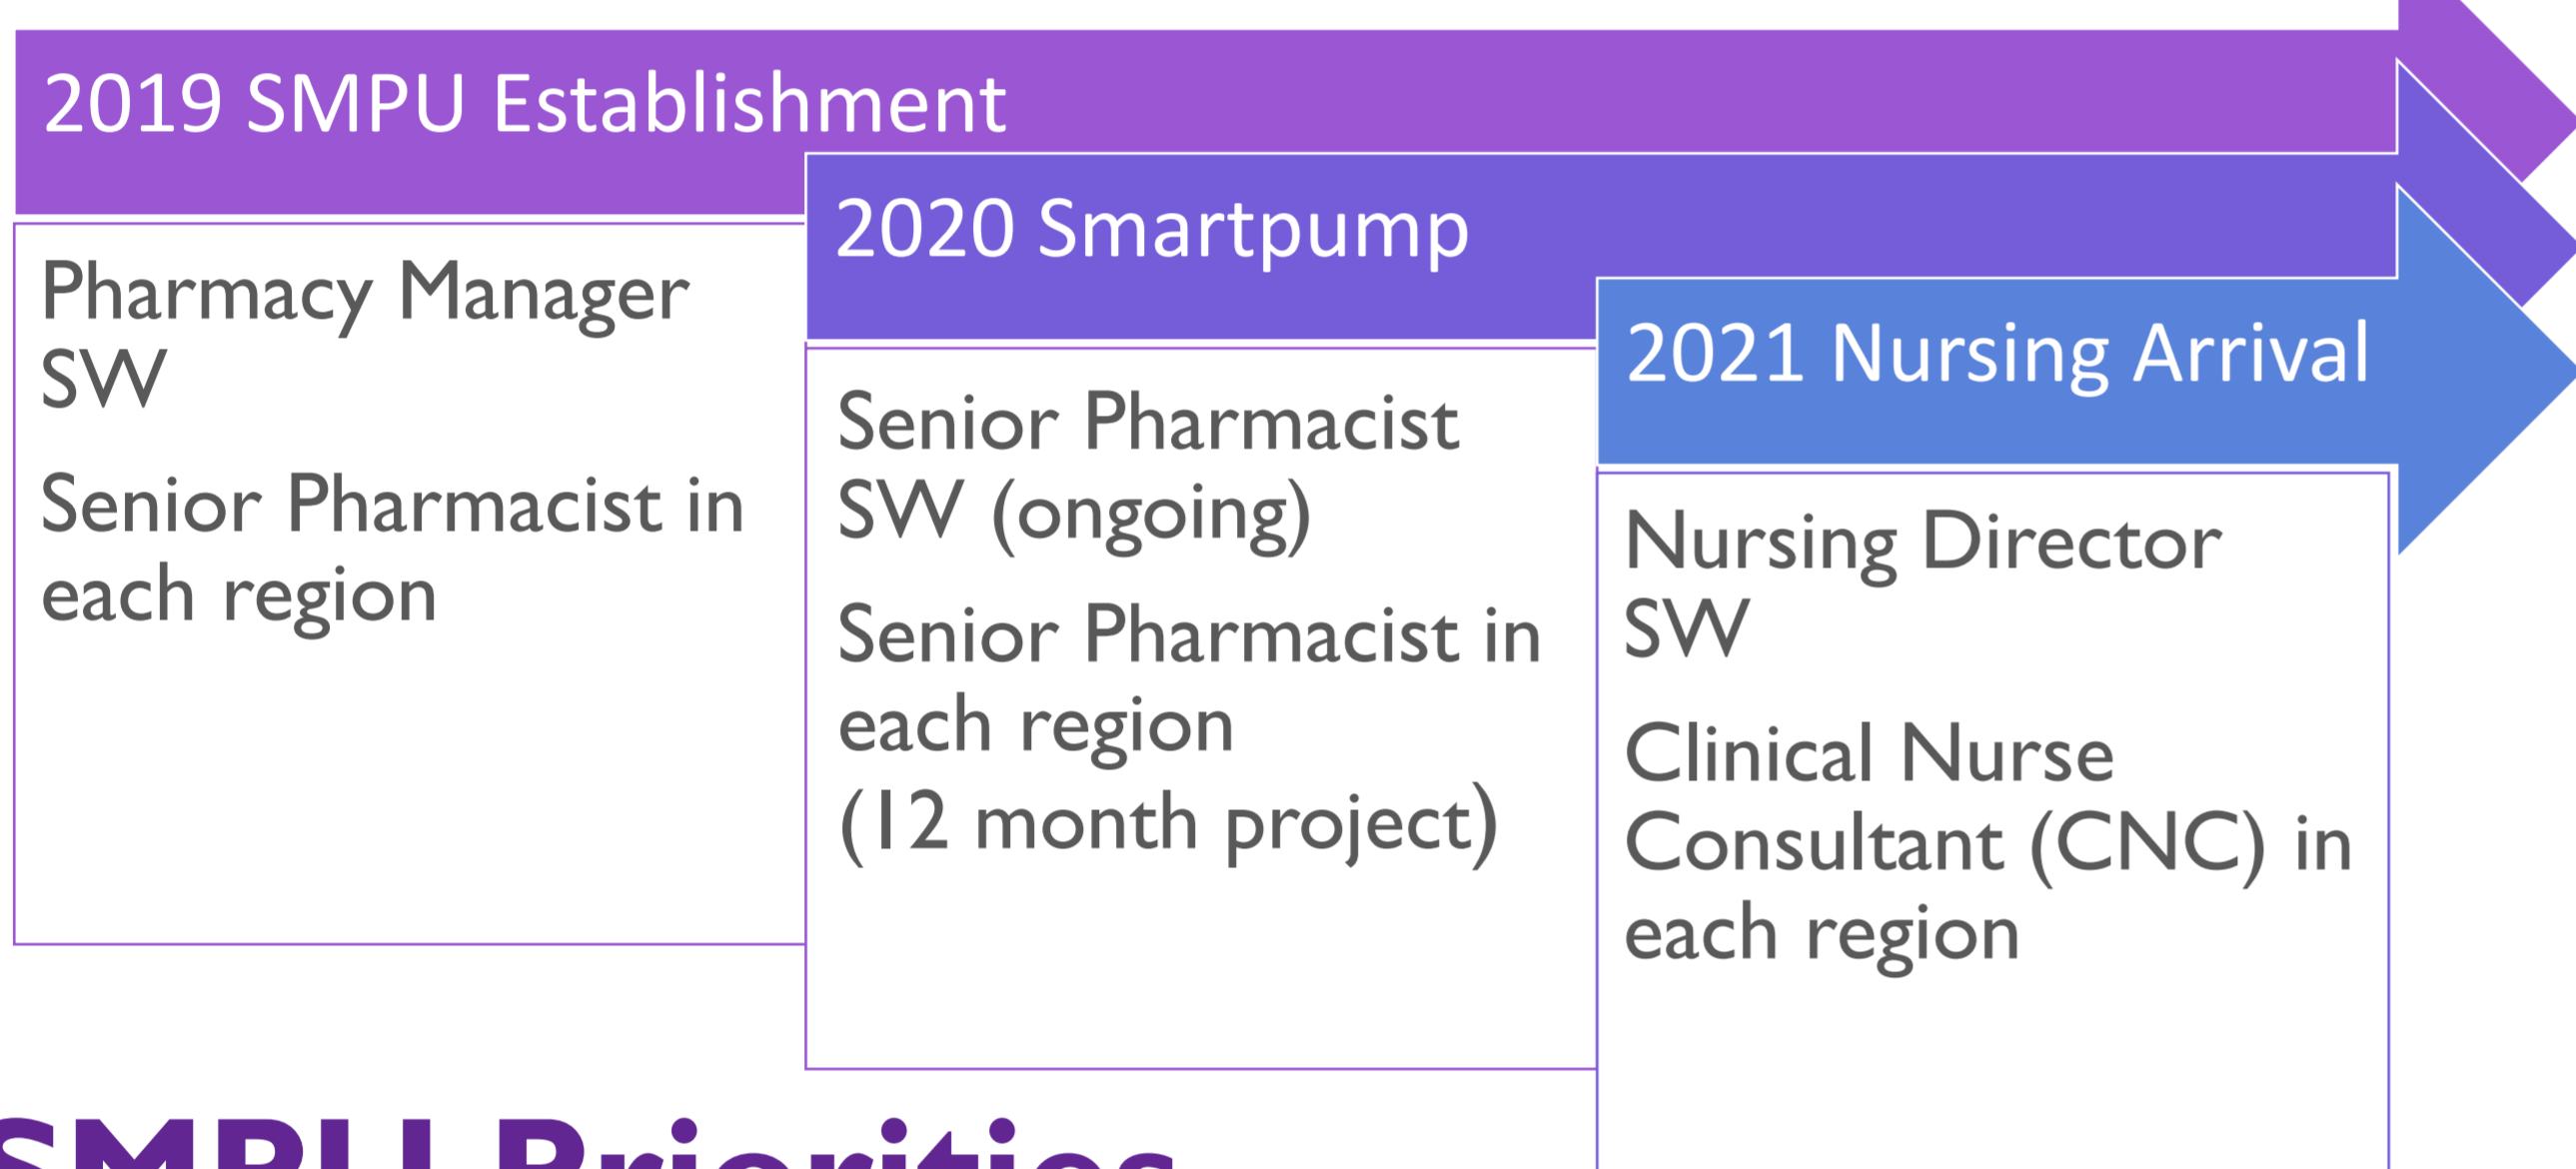 2019 SMPU Establishment
Pharmacy Manager
SW
Senior Pharmacist in
each region
2020 Smartpump
Senior Pharmacist
SW (ongoing)
Senior Pharmacist in
each region
(12 month project)
2021 Nursing Arrival
Nursing Director
SW
Clinical Nurse
Consultant (CNC) in
each region
SMPU Priorities